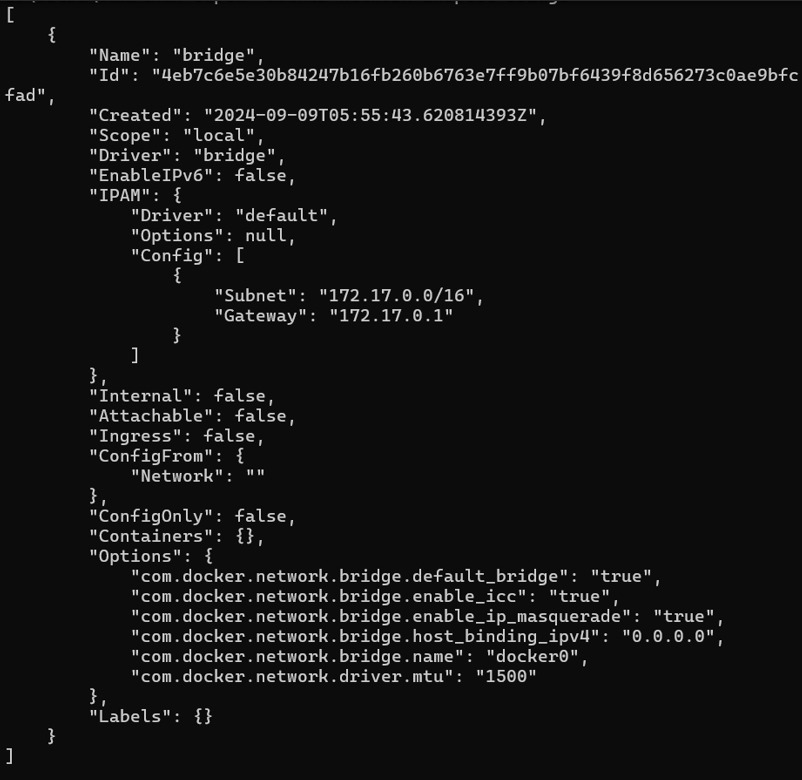 [
    {
        "Name": "bridge",
        "Id": "4eb7c6e5e30b84247b16fb260b6763e7ff9b07bf6439f8d656273c0ae9bfc
fad",
        "Created": "2024-09-09T05:55:43.620814393Z",
        "Scope": "local",
        "Driver": "bridge",
        "EnableIPv6": false,
        "IPAM": {
            "Driver": "default",
            "Options": null,
            "Config": [
                {
                    "Subnet": "172.17.0.0/16",
                    "Gateway": "172.17.0.1"
                }
            ]
        },
        "Internal": false,
        "Attachable": false,
        "Ingress": false,
        "ConfigFrom": {
            "Network": ""
        },
        "ConfigOnly": false,
        "Containers": {},
        "Options": {
            "com.docker.network.bridge.default_bridge": "true",
            "com.docker.network.bridge.enable_icc": "true",
            "com.docker.network.bridge.enable_ip_masquerade": "true",
            "com.docker.network.bridge.host_binding_ipv4": "0.0.0.0",
            "com.docker.network.bridge.name": "docker0",
            "com.docker.network.driver.mtu": "1500"
        },
        "Labels": {}
    }
]